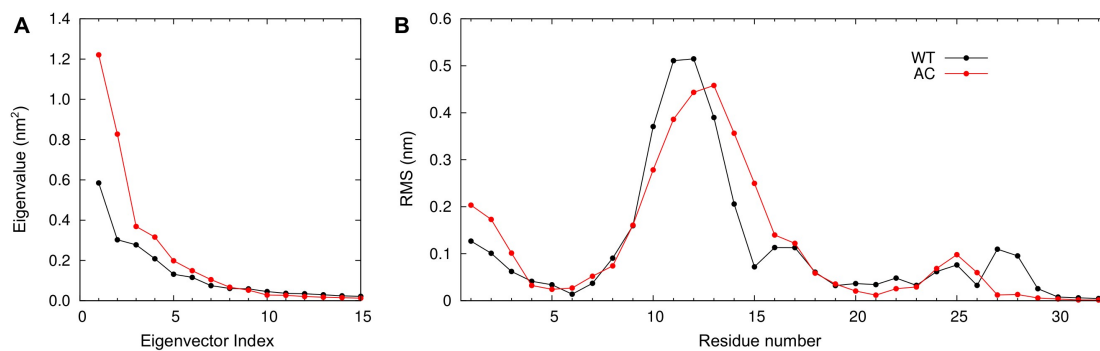 A
Eigenvalue (nm²)
1.4
1.2
1.0
0.8
0.6
0.4
0.2
0.0
0 5 10 15
Eigenvector Index
B
RMS (nm)
0.6
0.5
0.4
0.3
0.2
0.1
0
5 10 15 20 25 30
Residue number
WT
AC